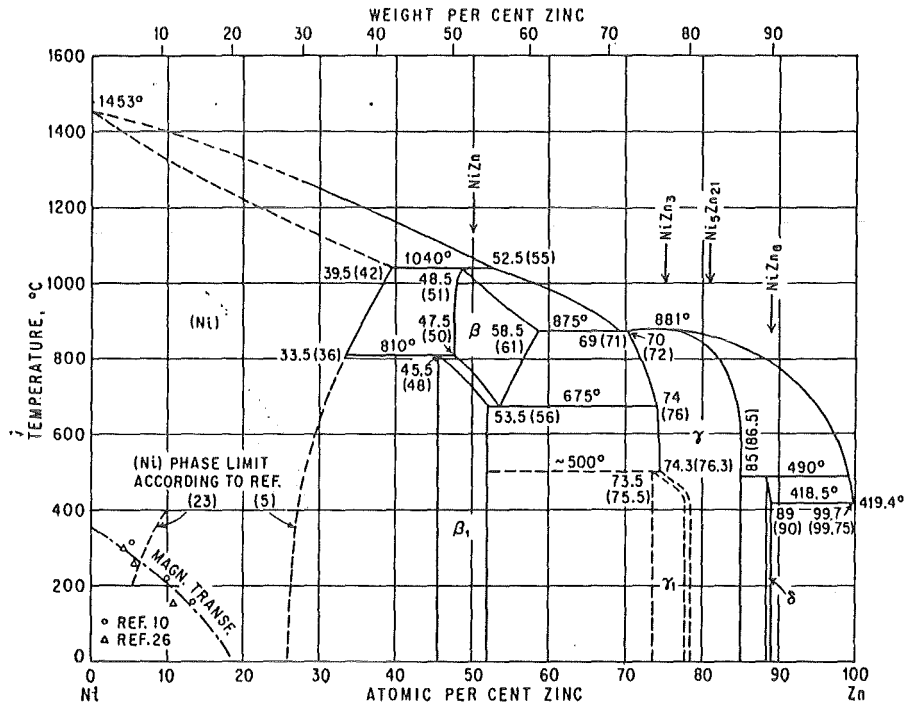 WEIGHT PER CENT ZINC
10 20 30 40 50 60 70 80 90
1600
1453°
1400
1200
1000
800
600
400
200
0
TEMPERATURE, °C
NiZn
NiZn3
Ni5Zn21
NiZn6
1040°
52.5 (55)
39.5 (42)
48.5
(51)
(Ni)
47.5
(50)
β
58.5
(61)
875°
881°
69 (71)
70
(72)
33.5 (36)
810°
45.5
(48)
675°
53.5 (56)
74
(76)
γ
85 (86.5)
~500°
74.3 (76.3)
490°
(Ni) PHASE LIMIT
ACCORDING TO REF.
(23) (5)
73.5
(75.5)
418.5°
419.4°
89 99.7
(90) (99.75)
β1
γ1
δ
MAGN. TRANSF.
REF. 10
REF. 26
0 10 20 30 40 50 60 70 80 90 100
Ni ATOMIC PER CENT ZINC Zn